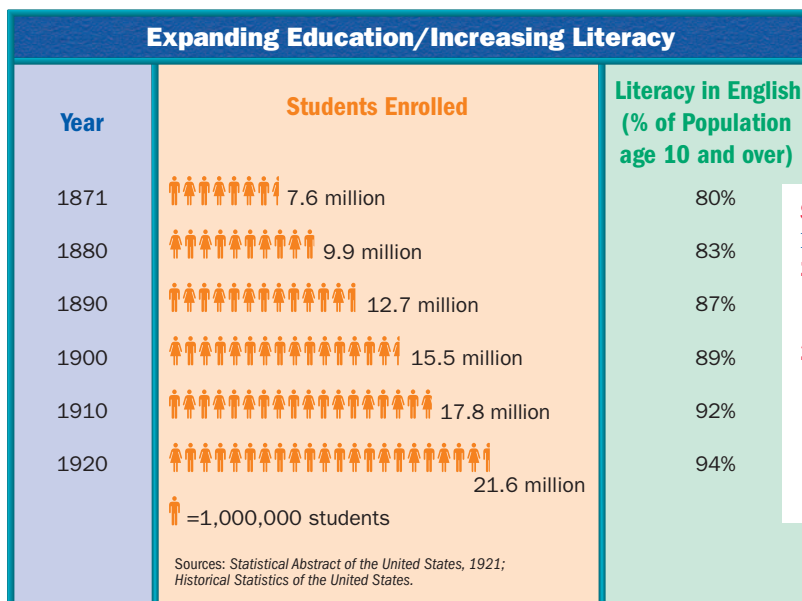 Expanding Education/Increasing Literacy
Year
Students Enrolled
Literacy in English
(% of Population
age 10 and over)
1871 7.6 million 80%
1880 9.9 million 83%
1890 12.7 million 87%
1900 15.5 million 89%
1910 17.8 million 92%
1920 21.6 million 94%
=1,000,000 students
Sources: Statistical Abstract of the United States, 1921;
Historical Statistics of the United States.